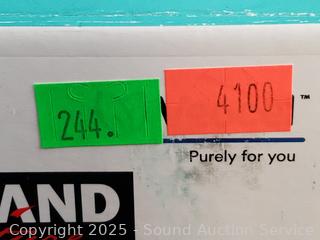 244.
4100
™
Purely for you
AND
Copyright 2025 - Sound Auction Service